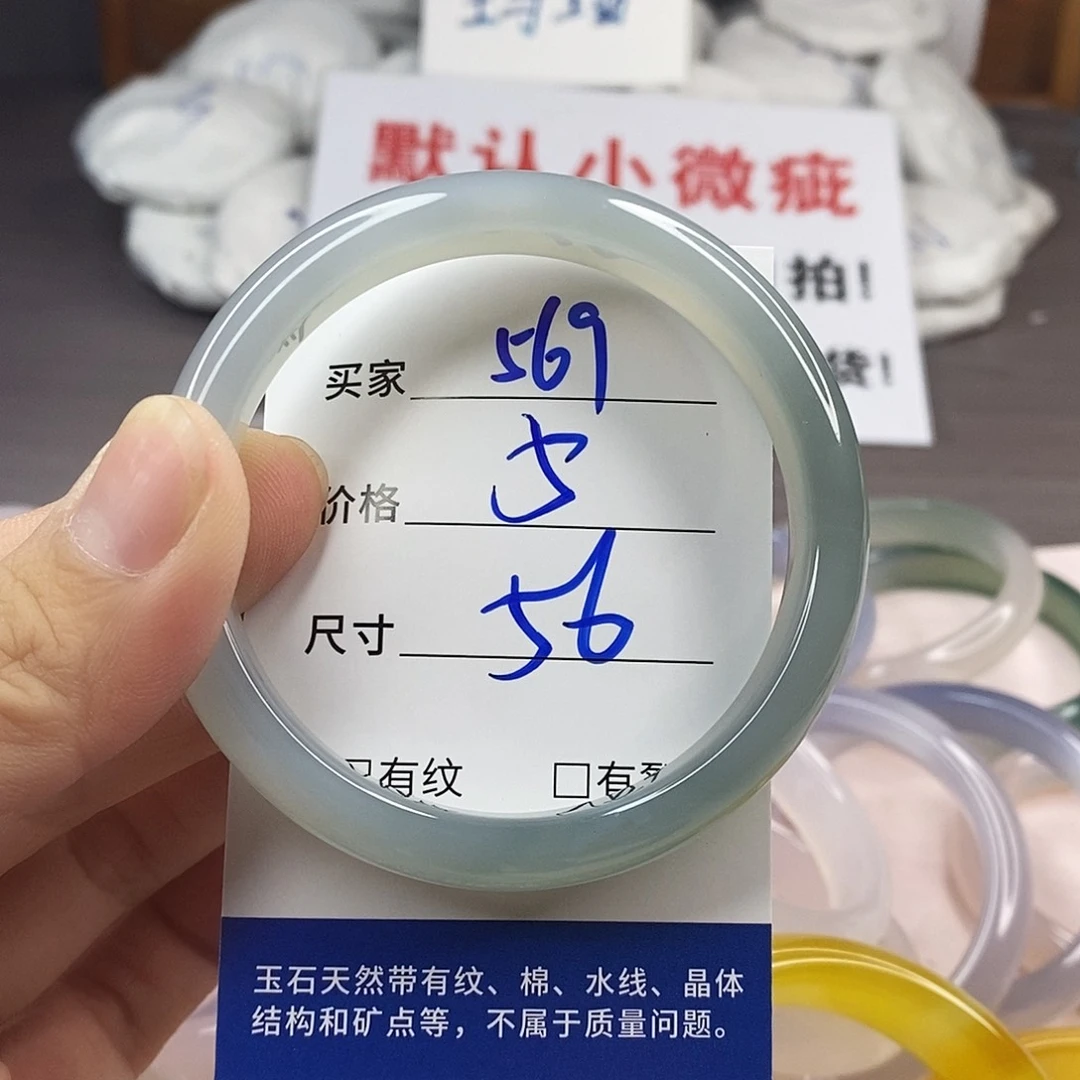 默认小微疵
拍!
货!
买家 569
价格
尺寸 56
有纹 □有裂
玉石天然带有纹、棉、水线、晶体
结构和矿点等，不属于质量问题。